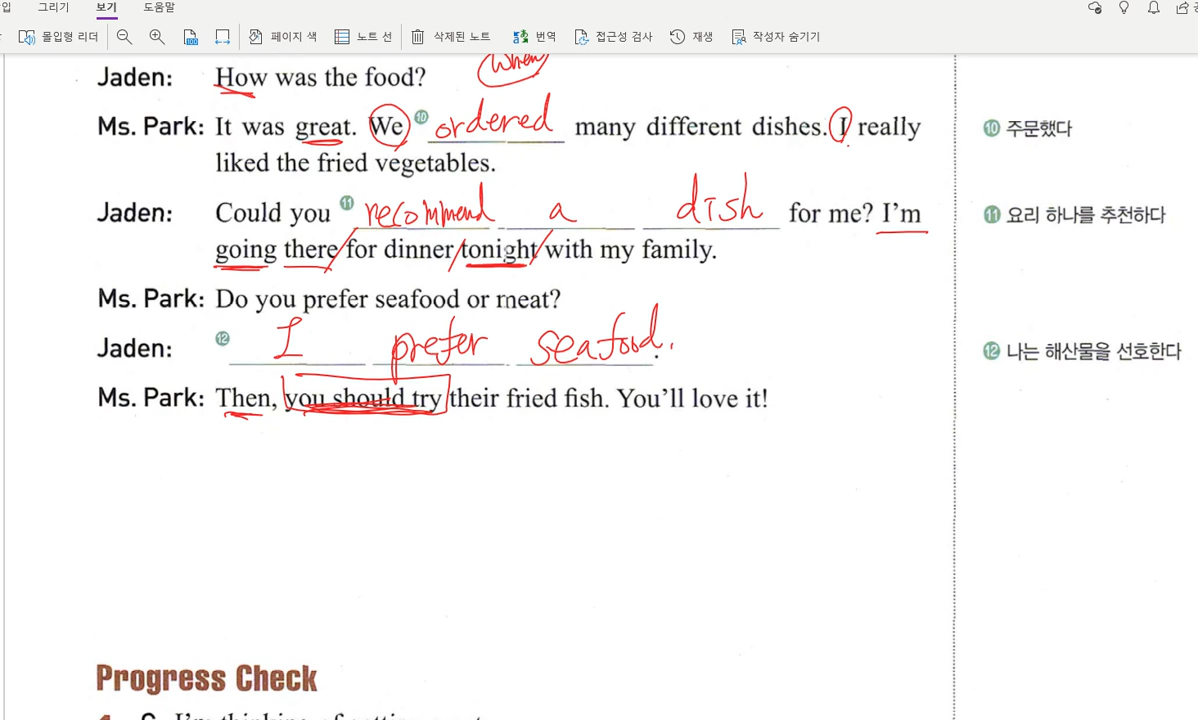 그리기 보기 도움말
몰입형 리더 페이지 색 노트 선 삭제된 노트 번역 접근성 검사 재생 작성자 숨기기
(when)
Jaden: How was the food?
Ms. Park: It was great. We ⑩ ordered many different dishes. I really ⑩ 주문했다
liked the fried vegetables.
Jaden: Could you ⑪ recommend a dish for me? I'm ⑪ 요리 하나를 추천하다
going there/for dinner/tonight/with my family.
Ms. Park: Do you prefer seafood or meat?
Jaden: ⑫ I prefer seafood. ⑫ 나는 해산물을 선호한다
Ms. Park: Then, you should try their fried fish. You'll love it!
Progress Check